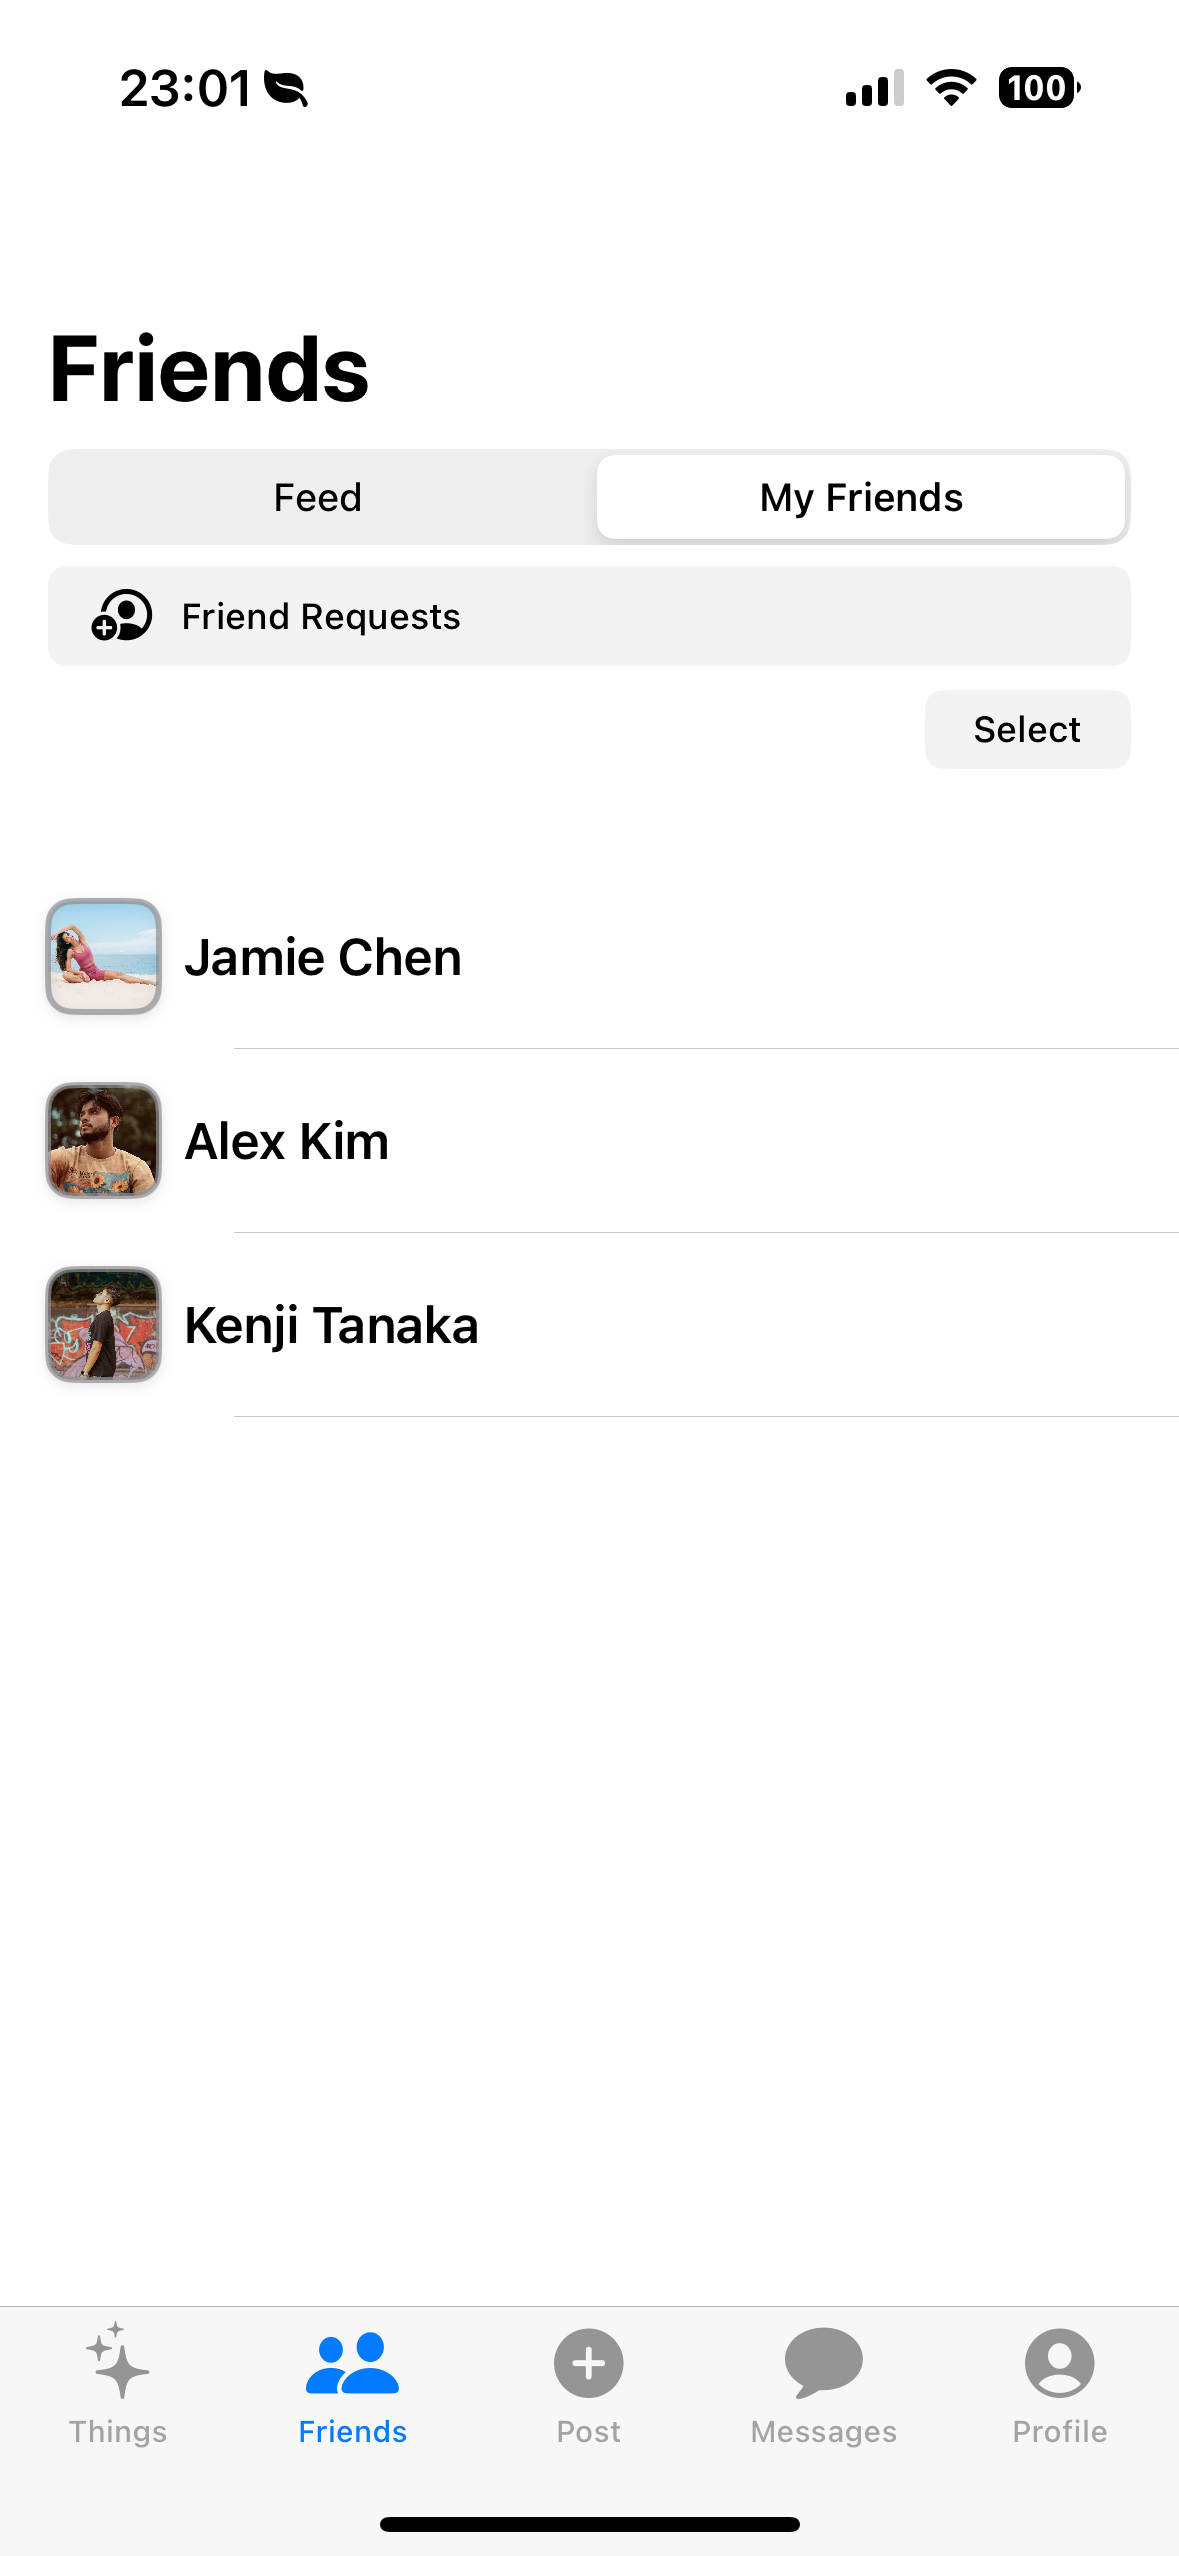 23:01
100
Friends
Feed
My Friends
Friend Requests
Select
Jamie Chen
Alex Kim
Kenji Tanaka
Things
Friends
Post
Messages
Profile